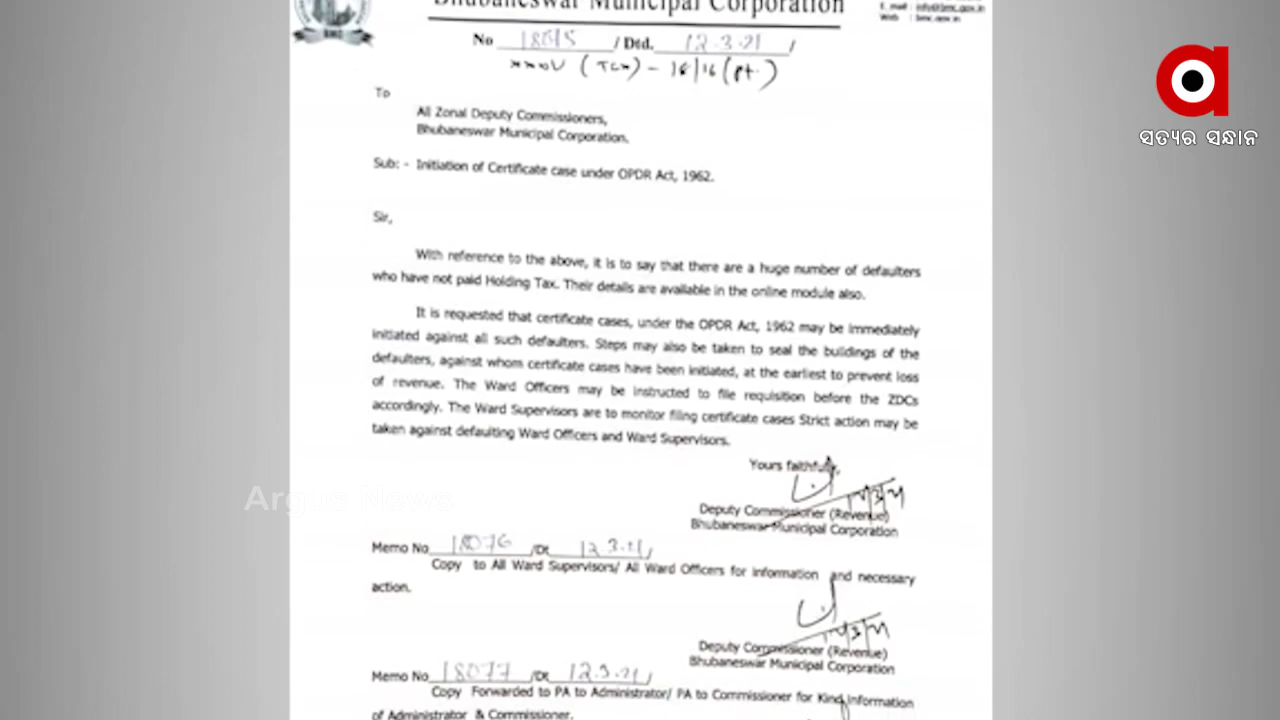 Bhubaneswar Municipal Corporation
E.mail : info@bmc.gov.in
Web : bmc.gov.in
BMC
No / Dtd. 12-3-21 /
ସତ୍ୟର ସନ୍ଧାନ
To
All Zonal Deputy Commissioners,
Bhubaneswar Municipal Corporation.
Sub: - Initiation of Certificate case under OPDR Act, 1962.
Sir,
With reference to the above, it is to say that there are a huge number of defaulters
who have not paid Holding Tax. Their details are available in the online module also.
It is requested that certificate cases, under the OPDR Act, 1962 may be immediately
initiated against all such defaulters. Steps may also be taken to seal the buildings of the
defaulters, against whom certificate cases have been initiated, at the earliest to prevent loss
of revenue. The Ward Officers may be instructed to file requisition before the ZDCs
accordingly. The Ward Supervisors are to monitor filing certificate cases Strict action may be
taken against defaulting Ward Officers and Ward Supervisors.
Yours faithfully,
Argus News
Deputy Commissioner (Revenue)
Bhubaneswar Municipal Corporation
Memo No 18076 /Dt 12.3.21/
Copy to All Ward Supervisors/ All Ward Officers for information and necessary
action.
Deputy Commissioner (Revenue)
Bhubaneswar Municipal Corporation
Memo No 18077 /Dt 12.3.21/
Copy Forwarded to PA to Administrator/ PA to Commissioner for Kind Information
of Administrator & Commissioner.